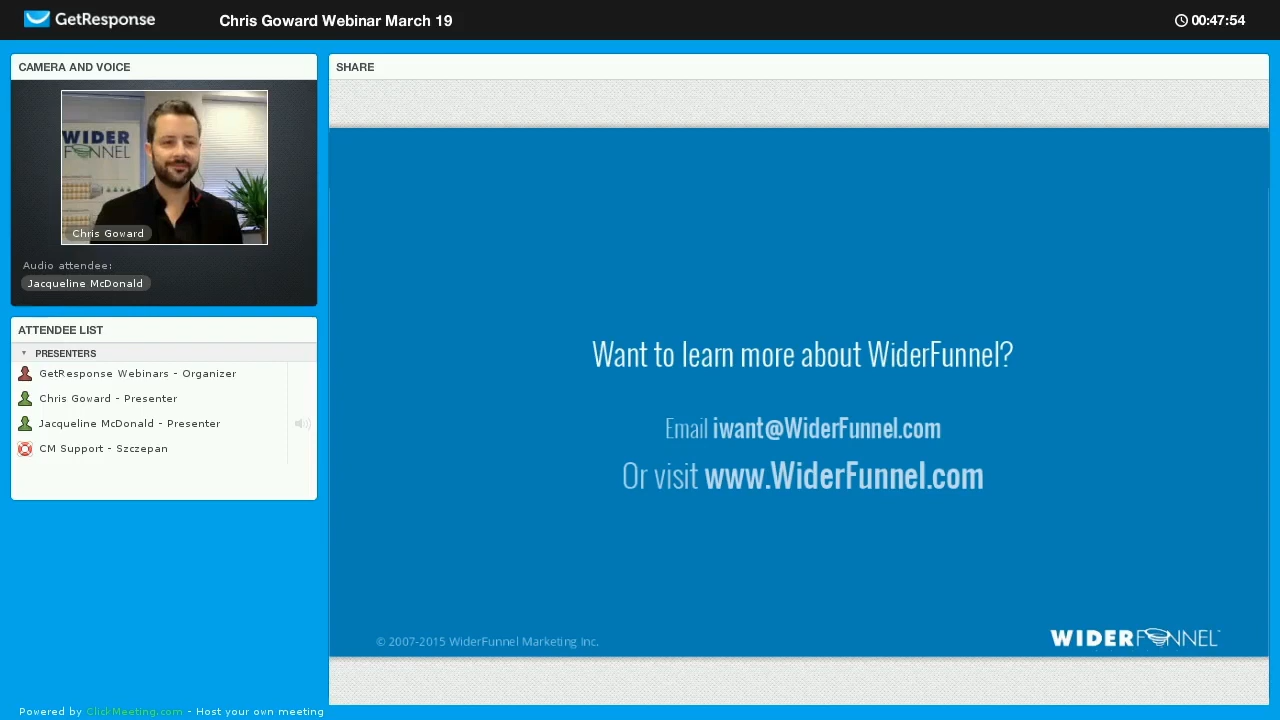 GetResponse
Chris Goward Webinar March 19
00:47:54
CAMERA AND VOICE
WIDER
FUNNEL
Chris Goward
Audio attendee:
Jacqueline McDonald
ATTENDEE LIST
PRESENTERS
GetResponse Webinars - Organizer
Chris Goward - Presenter
Jacqueline McDonald - Presenter
CM Support - Szczepan
SHARE
Want to learn more about WiderFunnel?
Email iwant@WiderFunnel.com
Or visit www.WiderFunnel.com
© 2007-2015 WiderFunnel Marketing Inc.
WIDERFUNNEL
Powered by ClickMeeting.com - Host your own meeting